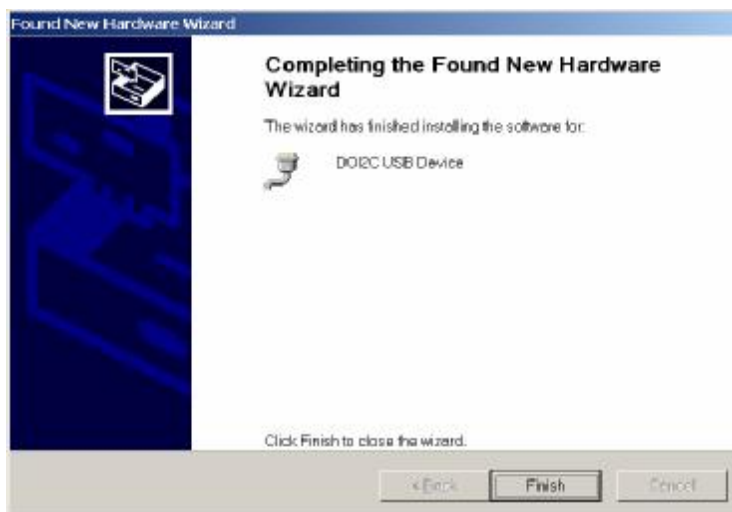 Found New Hardware Wizard
Completing the Found New Hardware
Wizard
The wizard has finished installing the software for:
DOI2C USB Device
Click Finish to close the wizard.
< Back
Finish
Cancel